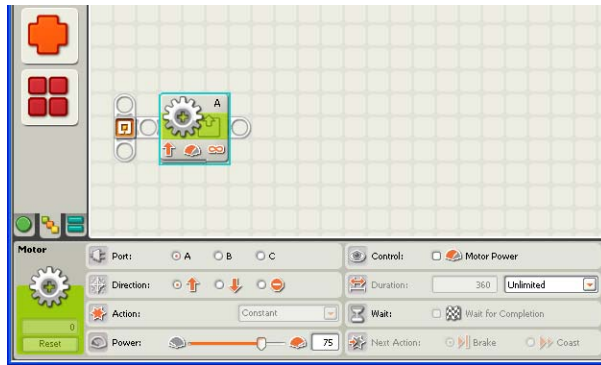 A
Motor
0
Reset
Port: A B C
Direction:
Action: Constant
Power: 75
Control: Motor Power
Duration: 360 Unlimited
Wait: Wait for Completion
Next Action: Brake Coast